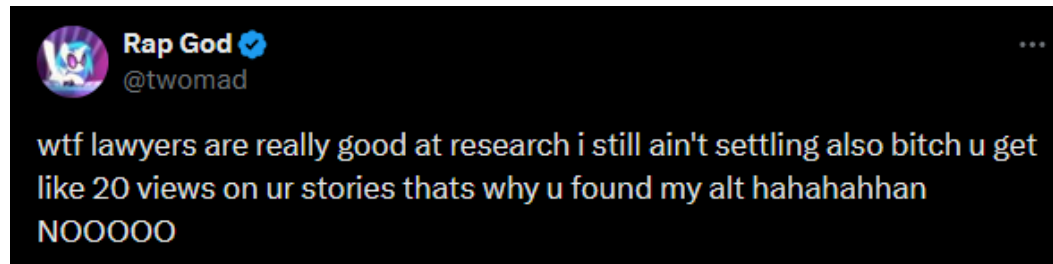 Rap God
@twomad
wtf lawyers are really good at research i still ain't settling also bitch u get
like 20 views on ur stories thats why u found my alt hahahahhan
NOOOOO